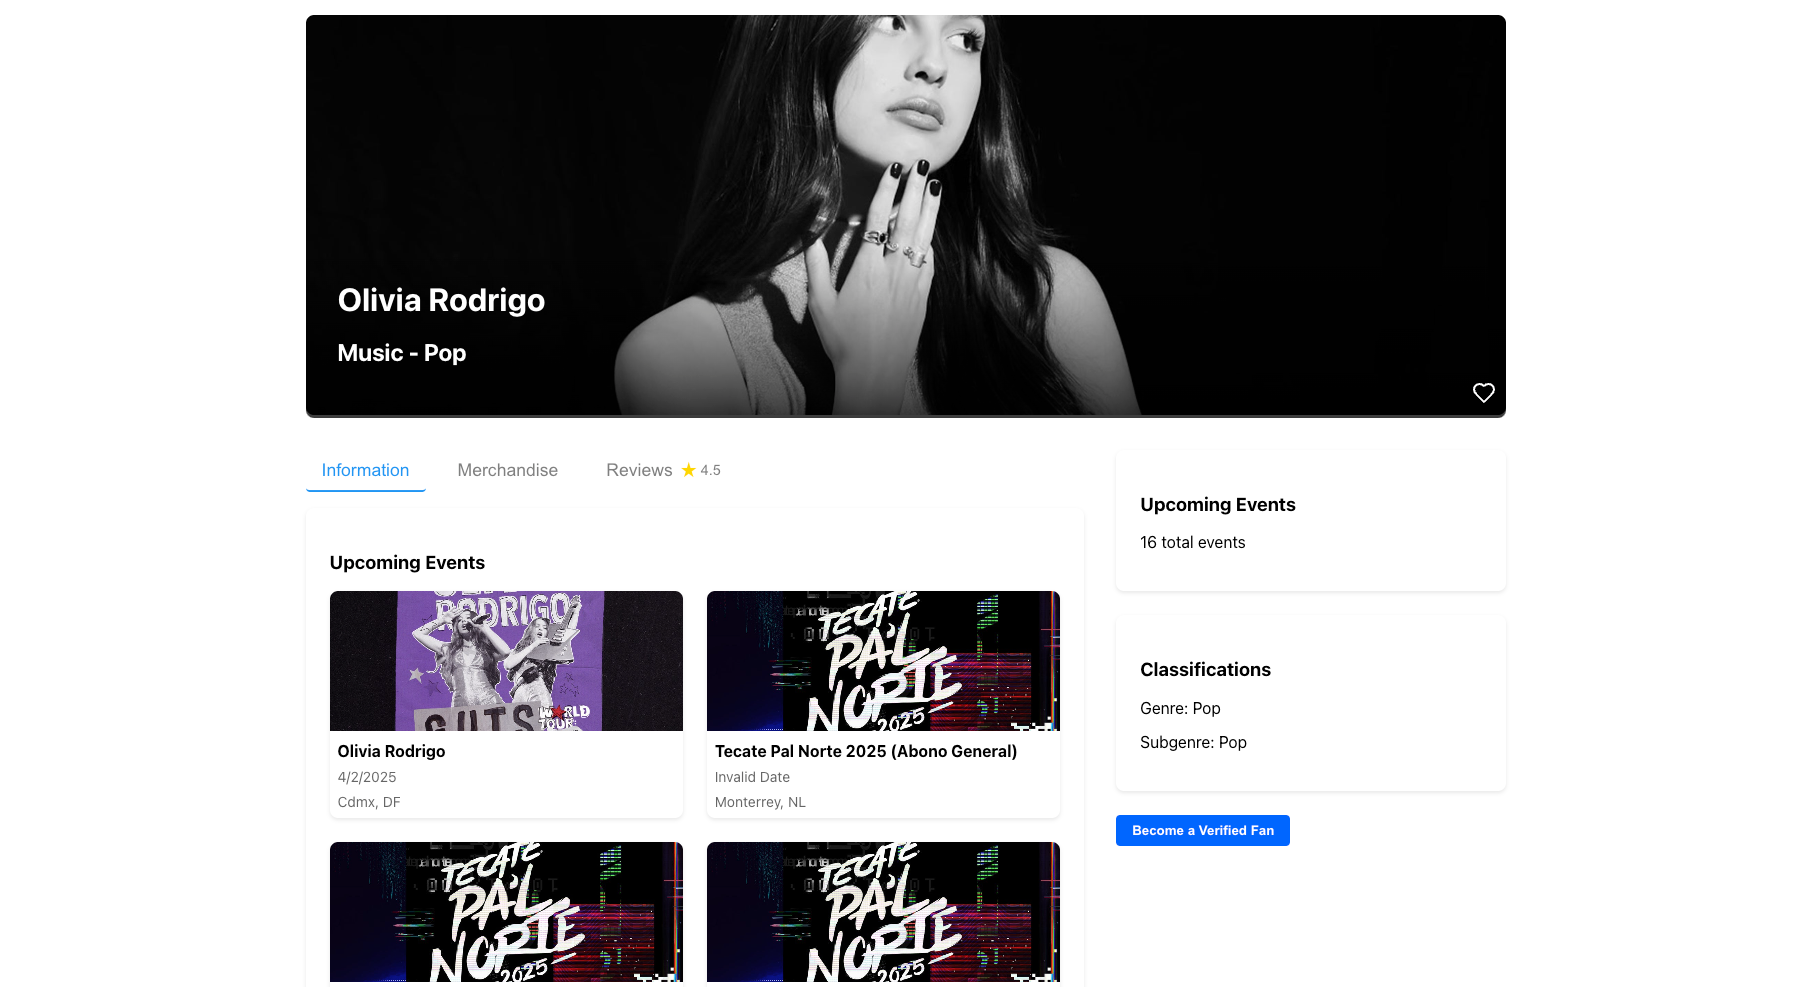 Olivia Rodrigo
Music - Pop
Information
Merchandise
Reviews ★ 4.5
Upcoming Events
RODRIGO
GUTS
WORLD
TOUR
Olivia Rodrigo
4/2/2025
Cdmx, DF
TECATE
PA'L
NORTE
2025
Tecate Pal Norte 2025 (Abono General)
Invalid Date
Monterrey, NL
TECATE
PA'L
NORTE
2025
TECATE
PA'L
NORTE
2025
Upcoming Events
16 total events
Classifications
Genre: Pop
Subgenre: Pop
Become a Verified Fan